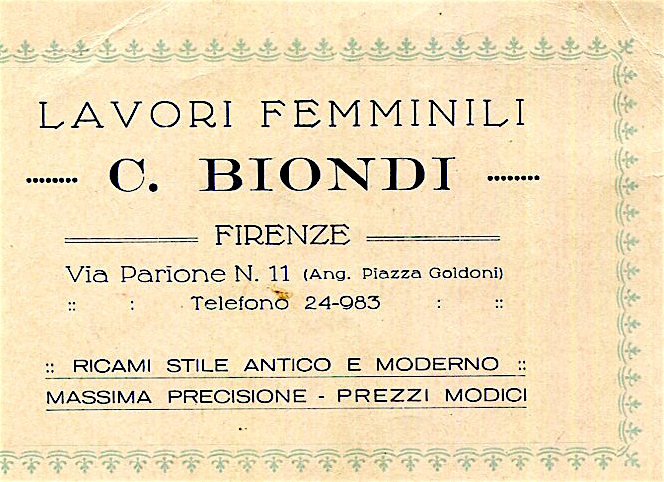 LAVORI FEMMINILI
C. BIONDI
FIRENZE
Via Parione N. 11 (Ang. Piazza Goldoni)
:: : Telefono 24-983 : ::
:: RICAMI STILE ANTICO E MODERNO ::
MASSIMA PRECISIONE - PREZZI MODICI